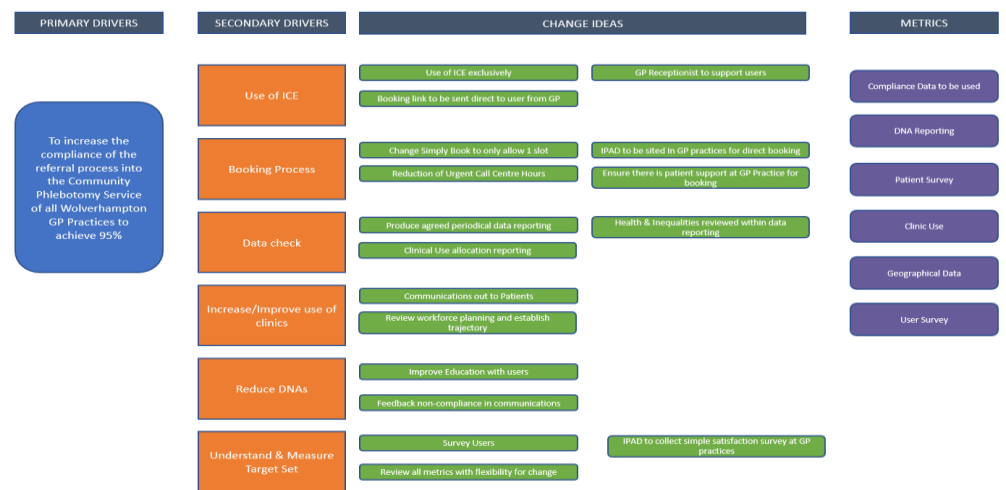 PRIMARY DRIVERS
SECONDARY DRIVERS
CHANGE IDEAS
METRICS
To increase the
compliance of the
referral process into
the Community
Phlebotomy Service
of all Wolverhampton
GP Practices to
achieve 95%
Use of ICE
Use of ICE exclusively
GP Receptionist to support users
Booking link to be sent direct to user from GP
Booking Process
Change Simply Book to only allow 1 slot
IPAD to be sited in GP practices for direct booking
Reduction of Urgent Call Centre Hours
Ensure there is patient support at GP Practice for
booking
Data check
Produce agreed periodical data reporting
Health & Inequalities reviewed within data
reporting
Clinical Use allocation reporting
Increase/Improve use of
clinics
Communications out to Patients
Review workforce planning and establish
trajectory
Reduce DNAs
Improve Education with users
Feedback non-compliance in communications
Understand & Measure
Target Set
Survey Users
IPAD to collect simple satisfaction survey at GP
practices
Review all metrics with flexibility for change
Compliance Data to be used
DNA Reporting
Patient Survey
Clinic Use
Geographical Data
User Survey